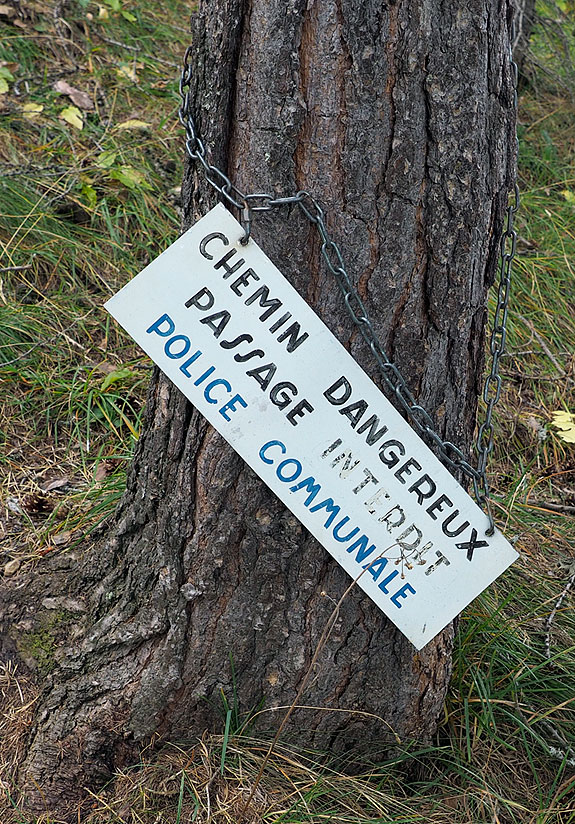 CHEMIN DANGEREUX
PASSAGE INTERDIT
POLICE COMMUNALE